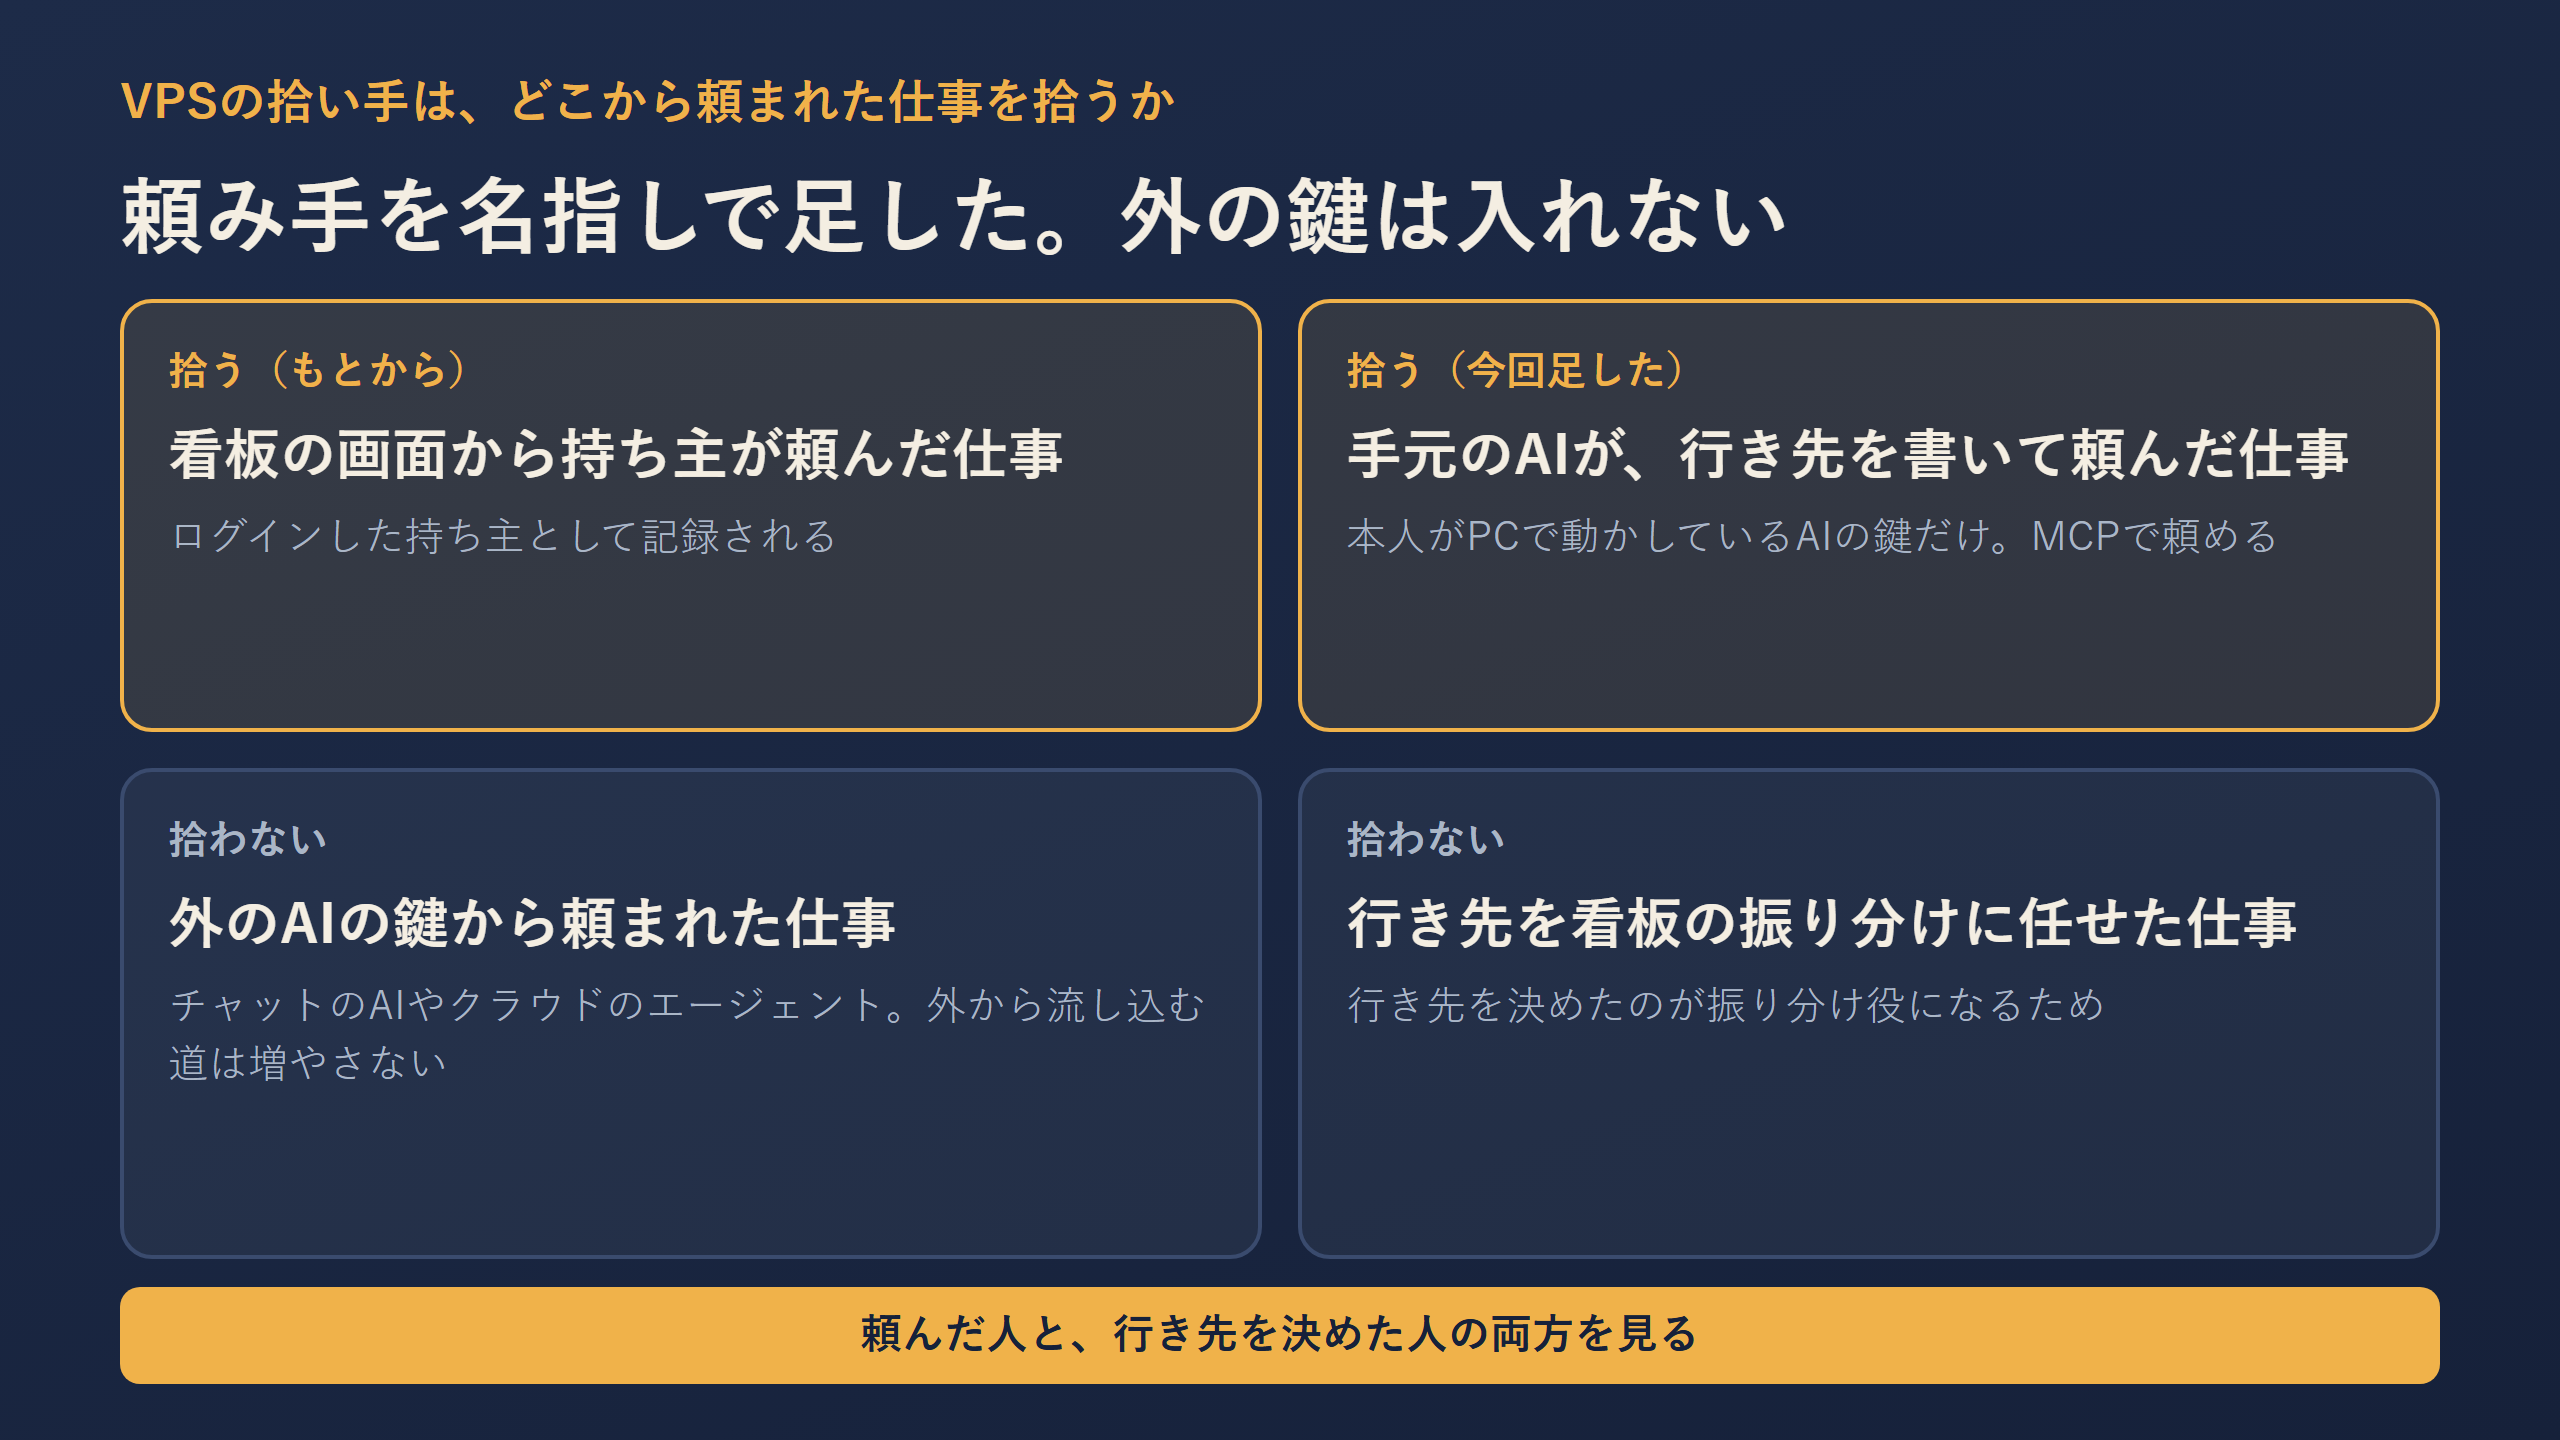 VPSの拾い手は、どこから頼まれた仕事を拾うか
頼み手を名指しで足した。外の鍵は入れない
拾う（もとから）
看板の画面から持ち主が頼んだ仕事
ログインした持ち主として記録される
拾う（今回足した）
手元のAIが、行き先を書いて頼んだ仕事
本人がPCで動かしているAIの鍵だけ。MCPで頼める
拾わない
外のAIの鍵から頼まれた仕事
チャットのAIやクラウドのエージェント。外から流し込む
道は増やさない
拾わない
行き先を看板の振り分けに任せた仕事
行き先を決めたのが振り分け役になるため
頼んだ人と、行き先を決めた人の両方を見る